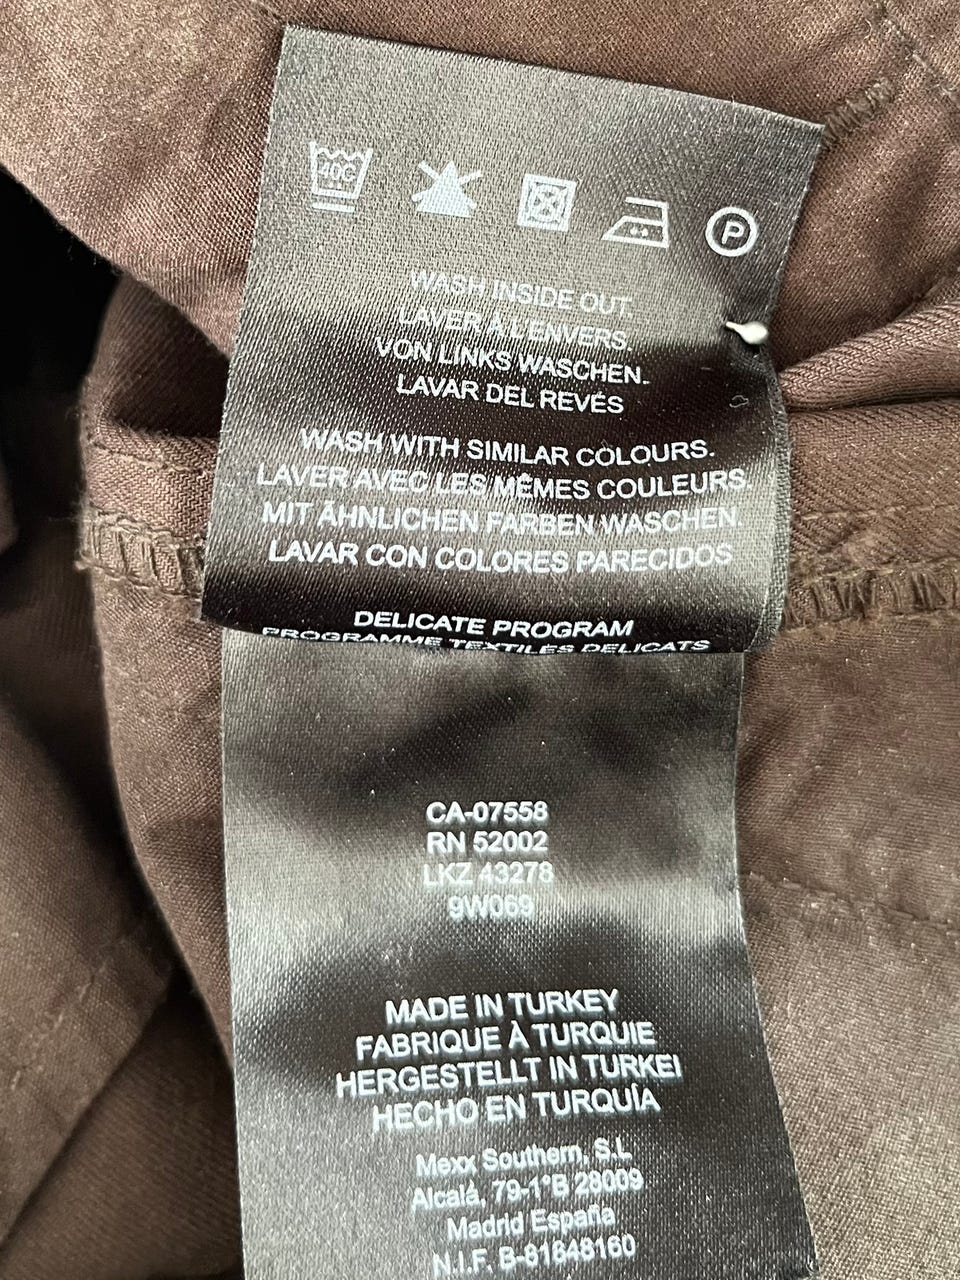 40C
P
WASH INSIDE OUT.
LAVER À L'ENVERS.
VON LINKS WASCHEN.
LAVAR DEL REVÉS
WASH WITH SIMILAR COLOURS.
LAVER AVEC LES MÊMES COULEURS.
MIT ÄHNLICHEN FARBEN WASCHEN.
LAVAR CON COLORES PARECIDOS
DELICATE PROGRAM
PROGRAMME TEXTILES DELICATS
CA-07558
RN 52002
LKZ 43278
9W069
MADE IN TURKEY
FABRIQUE À TURQUIE
HERGESTELLT IN TURKEI
HECHO EN TURQUÍA
Mexx Southern, S.L
Alcalá, 79-1°B 28009
Madrid España
N.I.F. B-81848160